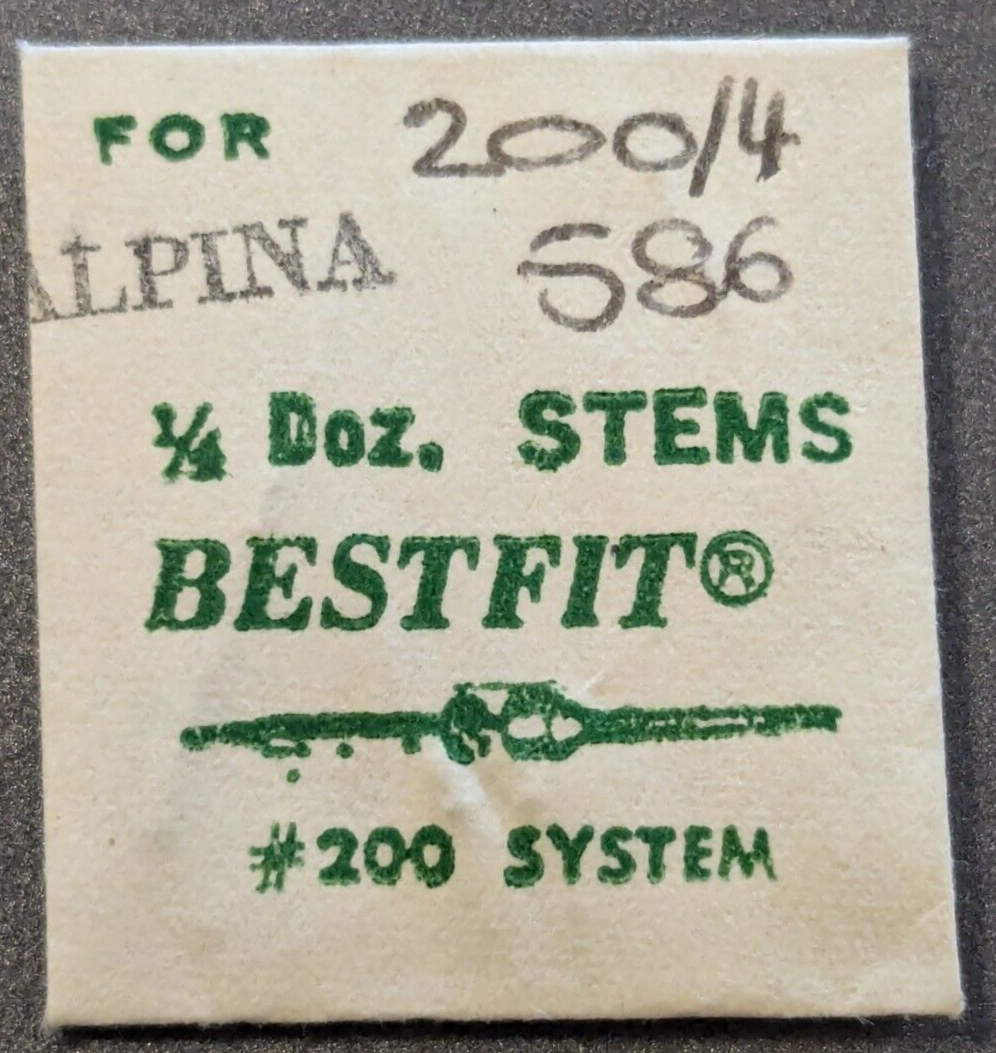 FOR 200/4
ALPINA 586
¼ Doz. STEMS
BESTFIT®
#200 SYSTEM